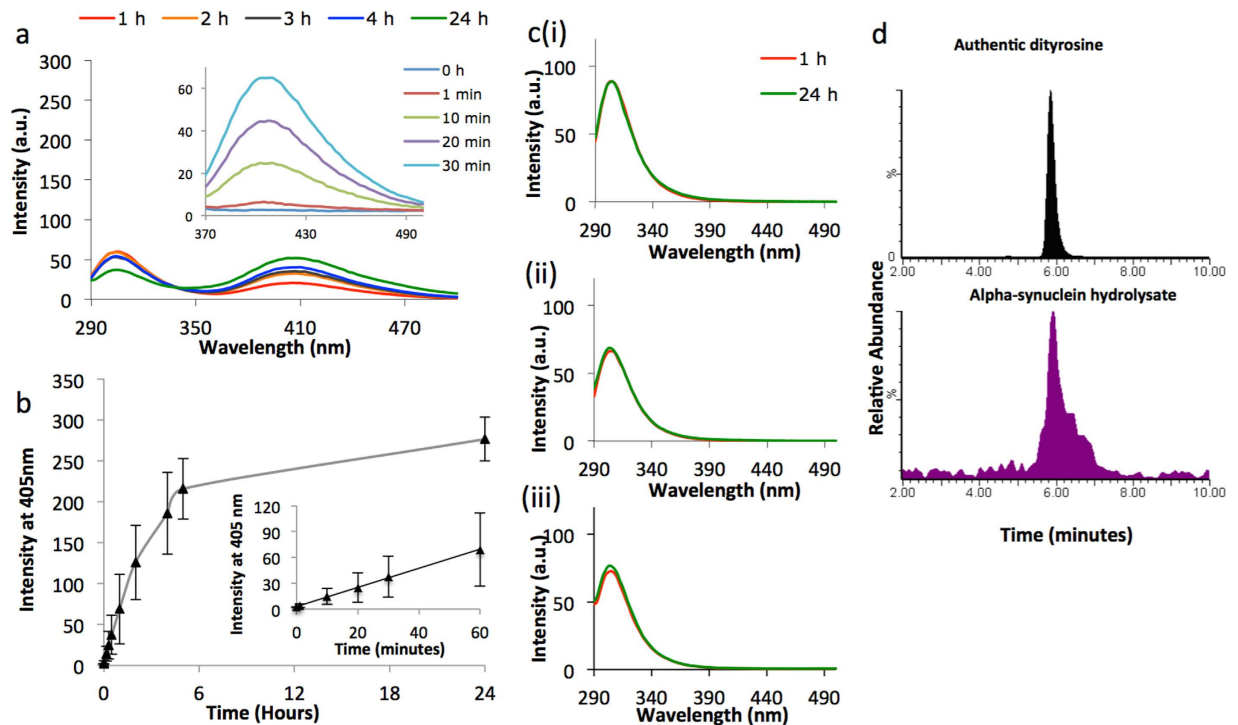 1 h 2 h 3 h 4 h 24 h
a
300
250
200
150
100
50
0
290 350 410 470
Intensity (a.u.)
Wavelength (nm)
60
40
20
0
370 430 490
0 h
1 min
10 min
20 min
30 min
b
350
300
250
200
150
100
50
0
0 6 12 18 24
Intensity at 405nm
Time (Hours)
120
90
60
30
0
0 20 40 60
Intensity at 405 nm
Time (minutes)
c(i)
1 h
24 h
100
50
0
290 340 390 440 490
Intensity (a.u.)
Wavelength (nm)
(ii)
100
50
0
290 340 390 440 490
Intensity (a.u.)
Wavelength (nm)
(iii)
100
50
0
290 340 390 440 490
Intensity (a.u.)
Wavelength (nm)
d
Authentic dityrosine
%
0
2.00 4.00 6.00 8.00 10.00
Alpha-synuclein hydrolysate
Relative Abundance
%
2.00 4.00 6.00 8.00 10.00
Time (minutes)